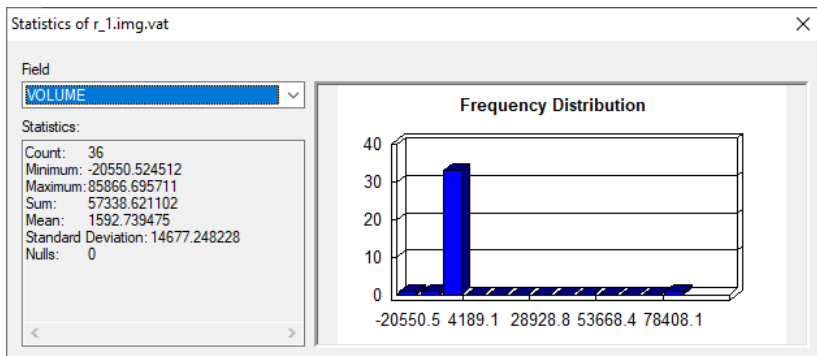 Statistics of r_1.img.vat
Field
VOLUME
Statistics:
Count: 36
Minimum: -20550.524512
Maximum: 85866.695711
Sum: 57338.621102
Mean: 1592.739475
Standard Deviation: 14677.248228
Nulls: 0
Frequency Distribution
40
30
20
10
0
-20550.5 4189.1 28928.8 53668.4 78408.1